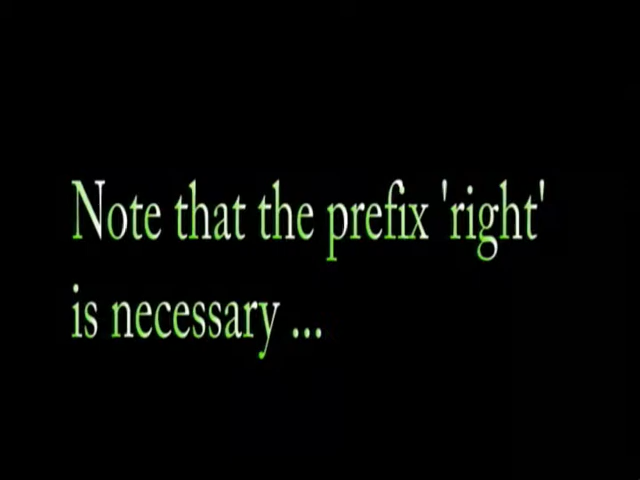 Note that the prefix 'right'
is necessary ...